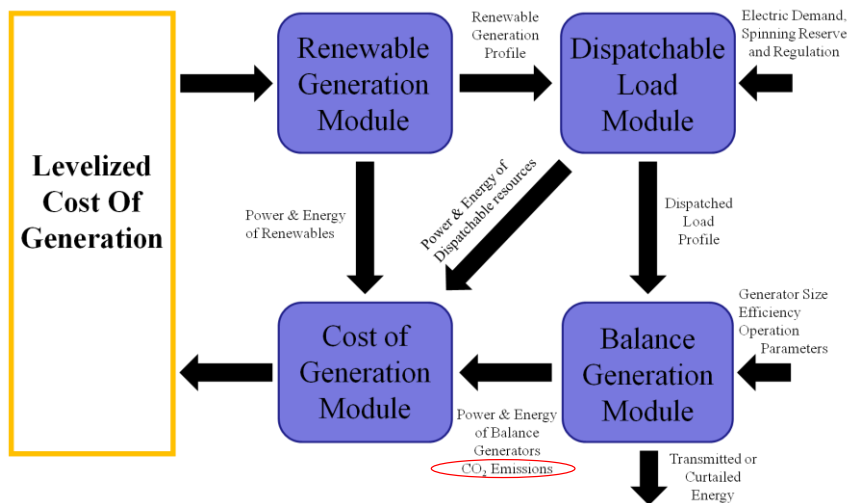 Levelized
Cost Of
Generation
Renewable
Generation
Module
Renewable
Generation
Profile
Dispatchable
Load
Module
Electric Demand,
Spinning Reserve
and Regulation
Power & Energy
of Renewables
Power & Energy of
Dispatchable resources
Dispatched
Load
Profile
Cost of
Generation
Module
Power & Energy
of Balance
Generators
CO₂ Emissions
Balance
Generation
Module
Generator Size
Efficiency
Operation
Parameters
Transmitted or
Curtailed
Energy